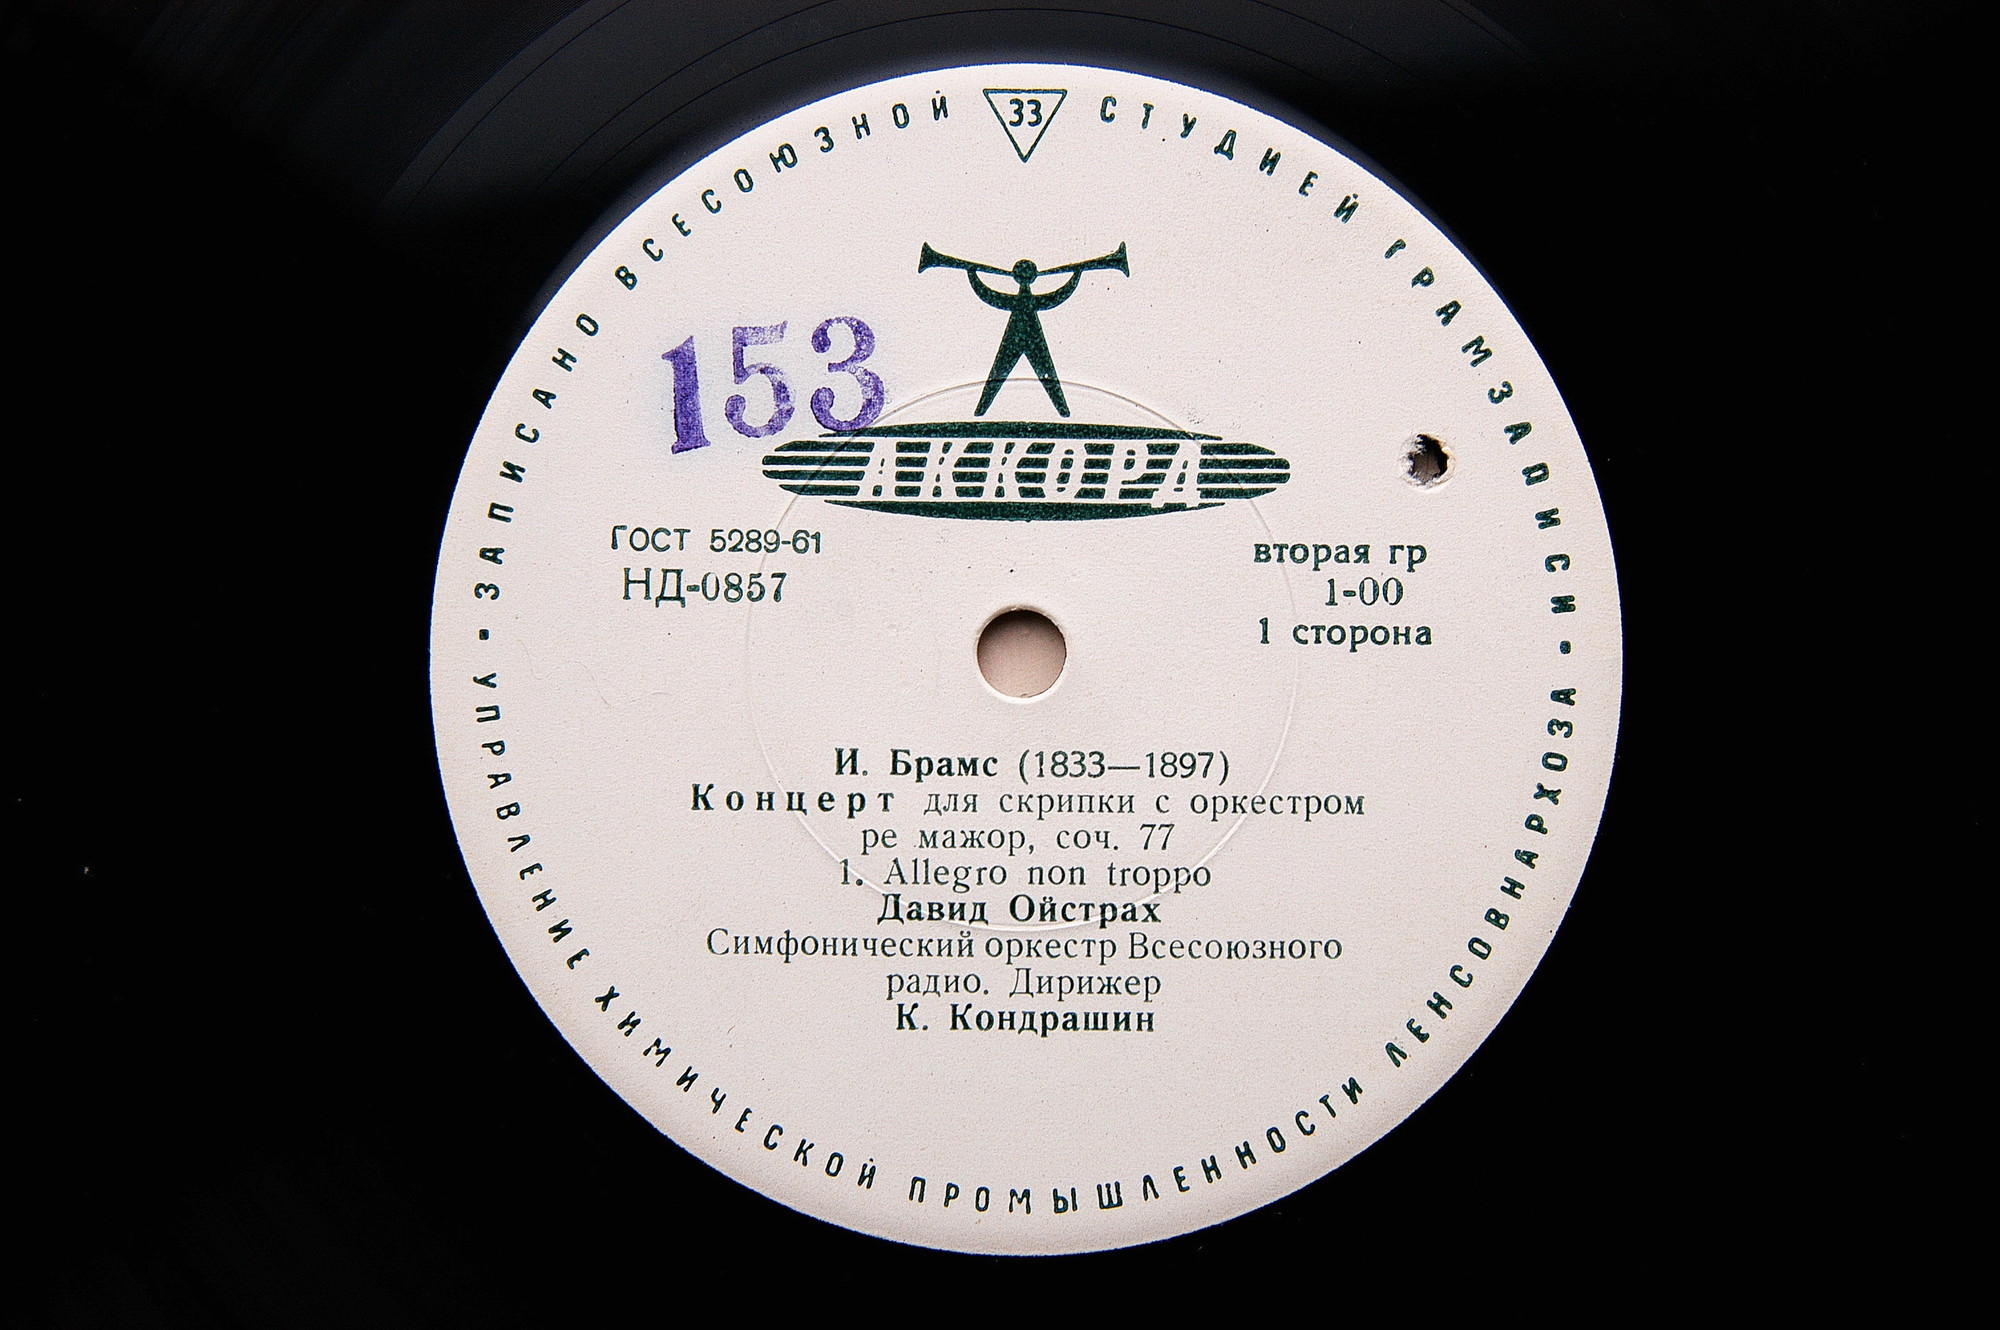 ЗАПИСАНО ВСЕСОЮЗНОЙ СТУДИЕЙ ГРАМЗАПИСИ •
33
153
АККОРД
ГОСТ 5289-61
НД-0857
вторая гр
1-00
1 сторона
И. Брамс (1833—1897)
Концерт для скрипки с оркестром
ре мажор, соч. 77
1. Allegro non troppo
Давид Ойстрах
Симфонический оркестр Всесоюзного
радио. Дирижер
К. Кондрашин
• УПРАВЛЕНИЕ ХИМИЧЕСКОЙ ПРОМЫШЛЕННОСТИ ЛЕНСОВНАРХОЗА